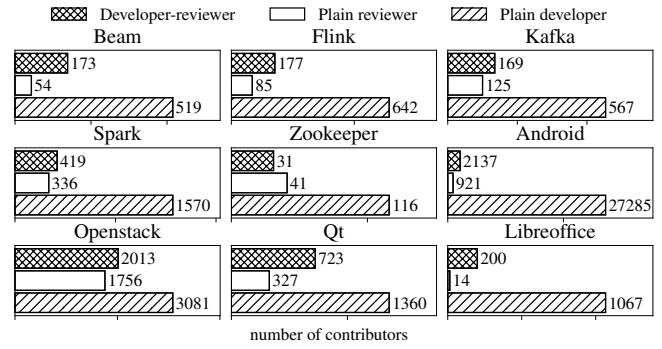 Developer-reviewer Plain reviewer Plain developer
Beam Flink Kafka
173 177 169
54 85 125
519 642 567
Spark Zookeeper Android
419 31 2137
336 41 921
1570 116 27285
Openstack Qt Libreoffice
2013 723 200
1756 327 14
3081 1360 1067
number of contributors